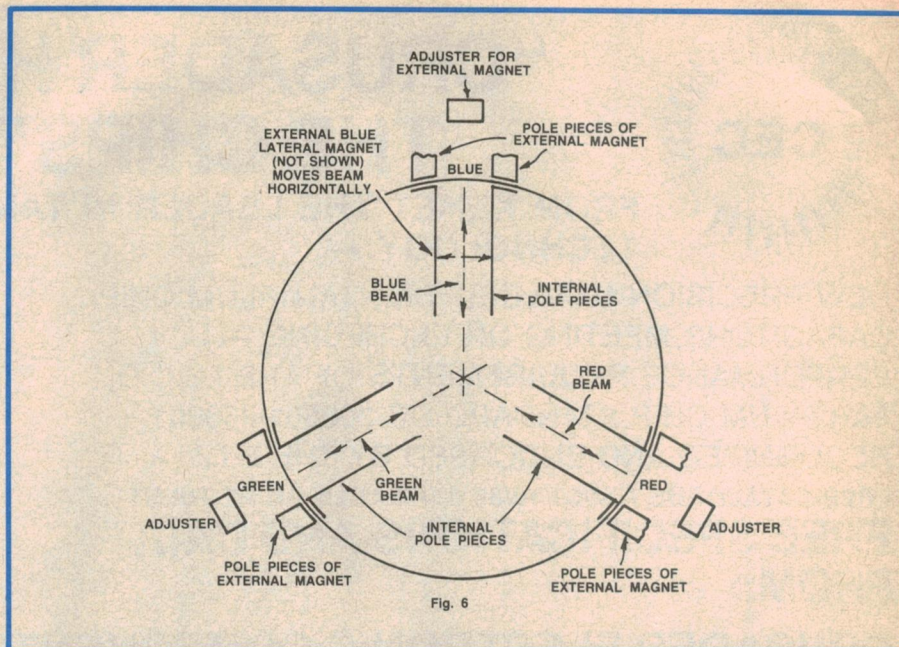 ADJUSTER FOR
EXTERNAL MAGNET
POLE PIECES OF
EXTERNAL MAGNET
EXTERNAL BLUE
LATERAL MAGNET
(NOT SHOWN)
MOVES BEAM
HORIZONTALLY
BLUE
BLUE
BEAM
INTERNAL
POLE PIECES
RED
BEAM
GREEN
GREEN
BEAM
RED
ADJUSTER
INTERNAL
POLE PIECES
ADJUSTER
POLE PIECES OF
EXTERNAL MAGNET
POLE PIECES OF
EXTERNAL MAGNET
Fig. 6